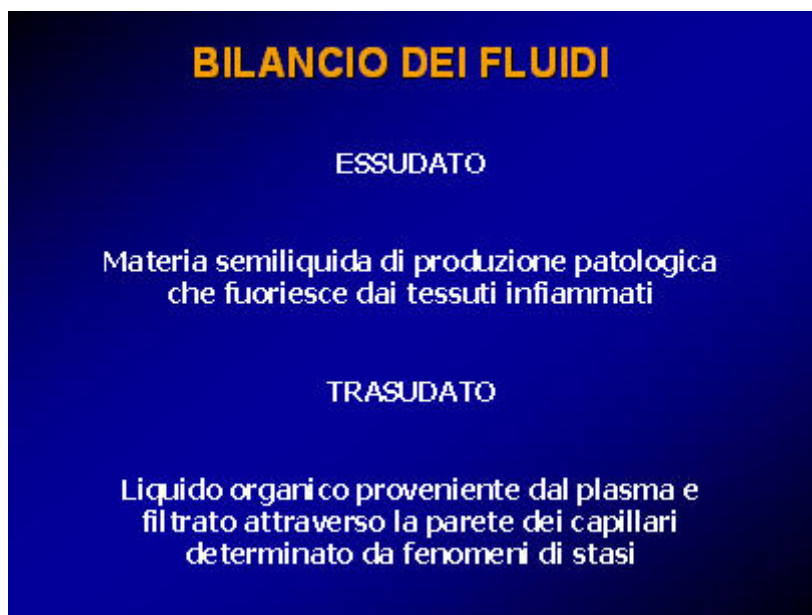 BILANCIO DEI FLUIDI
ESSUDATO
Materia semiliquida di produzione patologica
che fuoriesce dai tessuti infiammati
TRASUDATO
Liquido organico proveniente dal plasma e
filtrato attraverso la parete dei capillari
determinato da fenomeni di stasi